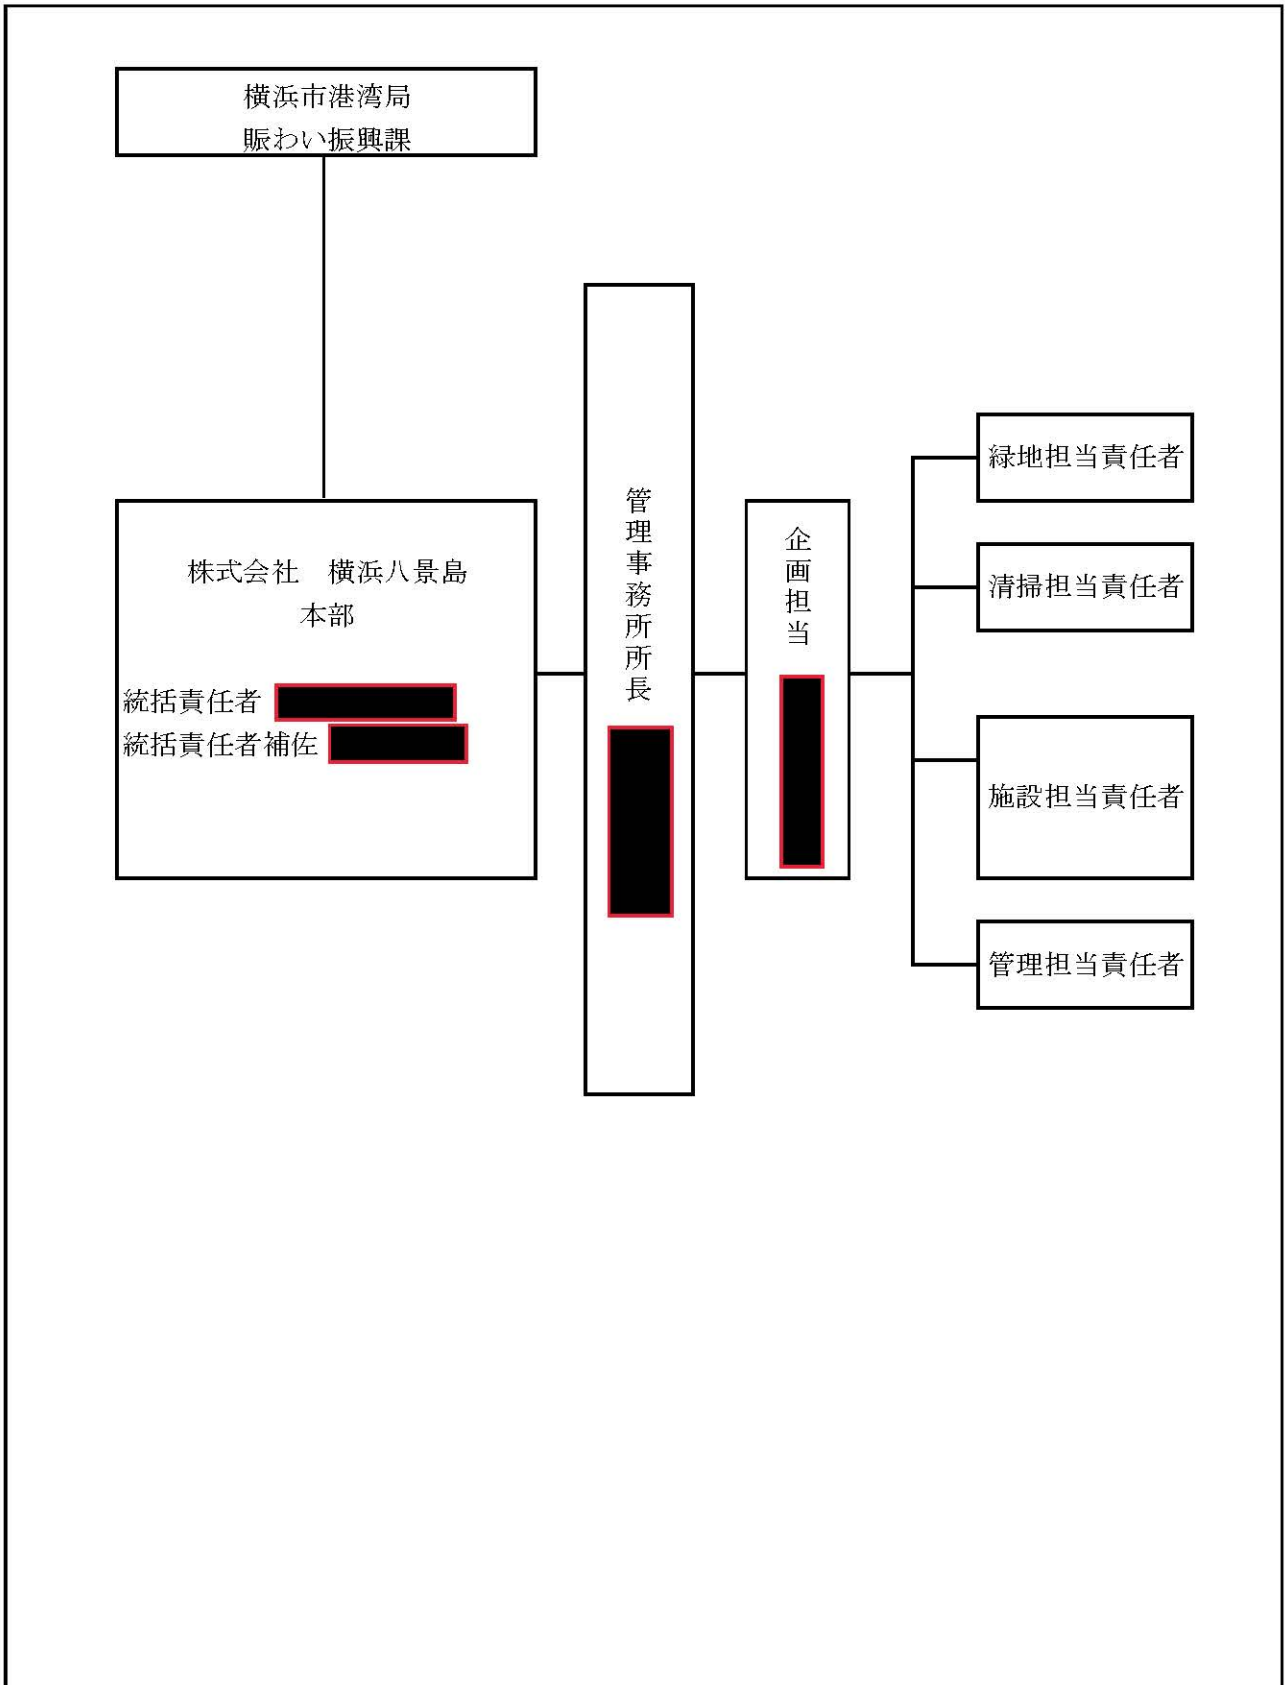 横浜市港湾局
賑わい振興課
株式会社　横浜八景島
本部
統括責任者
統括責任者補佐
管理事務所所長
企画担当
緑地担当責任者
清掃担当責任者
施設担当責任者
管理担当責任者